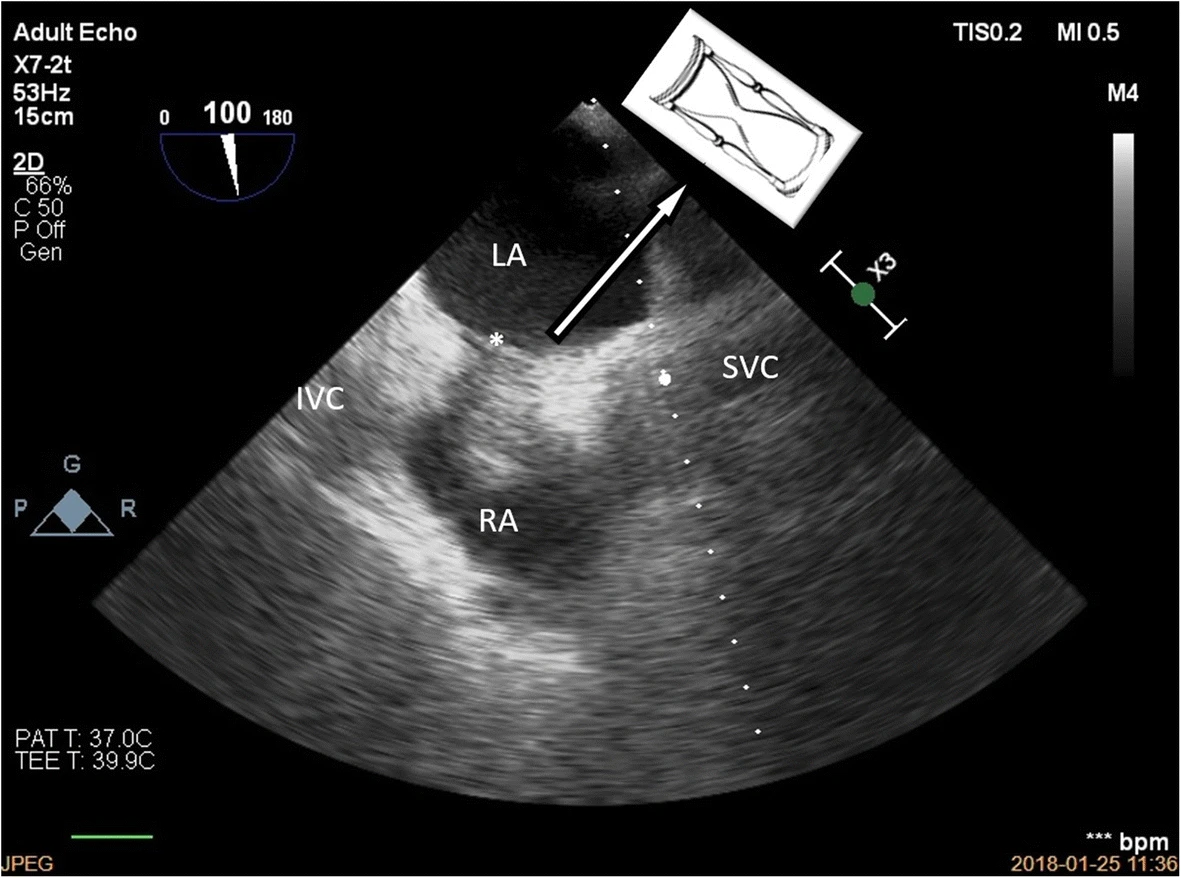 Adult Echo
TIS0.2 MI 0.5
X7-2t
53Hz
15cm
M4
0 100 180
2D
66%
C 50
P Off
Gen
LA
X3
*
SVC
IVC
G
P R
RA
PAT T: 37.0C
TEE T: 39.9C
*** bpm
JPEG
2018-01-25 11:36